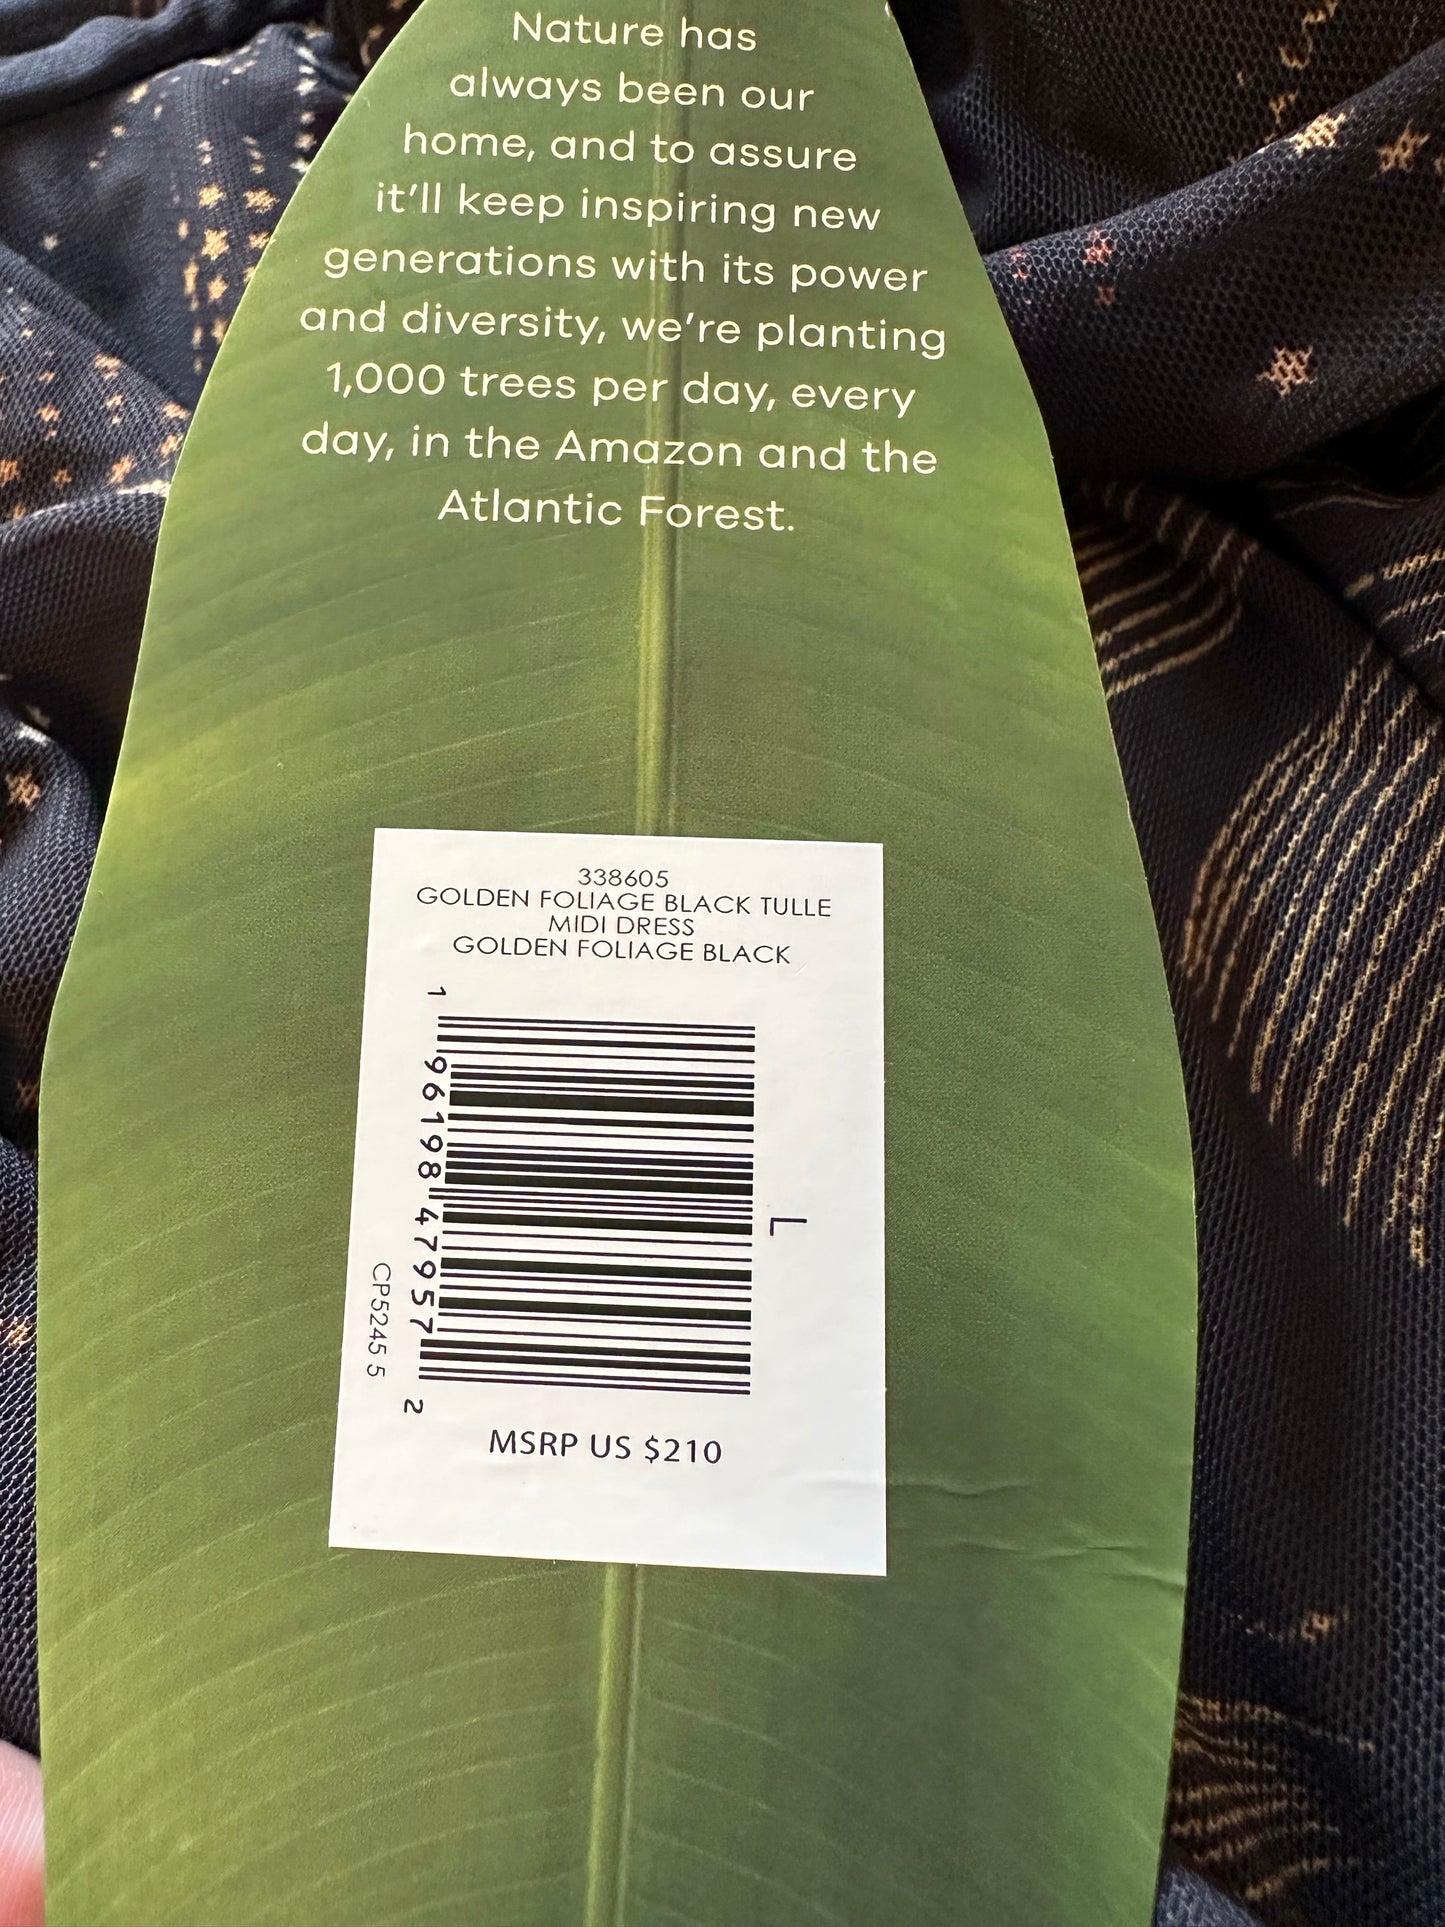 Nature has
always been our
home, and to assure
it'll keep inspiring new
generations with its power
and diversity, we're planting
1,000 trees per day, every
day, in the Amazon and the
Atlantic Forest.
338605
GOLDEN FOLIAGE BLACK TULLE
MIDI DRESS
GOLDEN FOLIAGE BLACK
1 96198 47957 2
L
CP5245 5
MSRP US $210